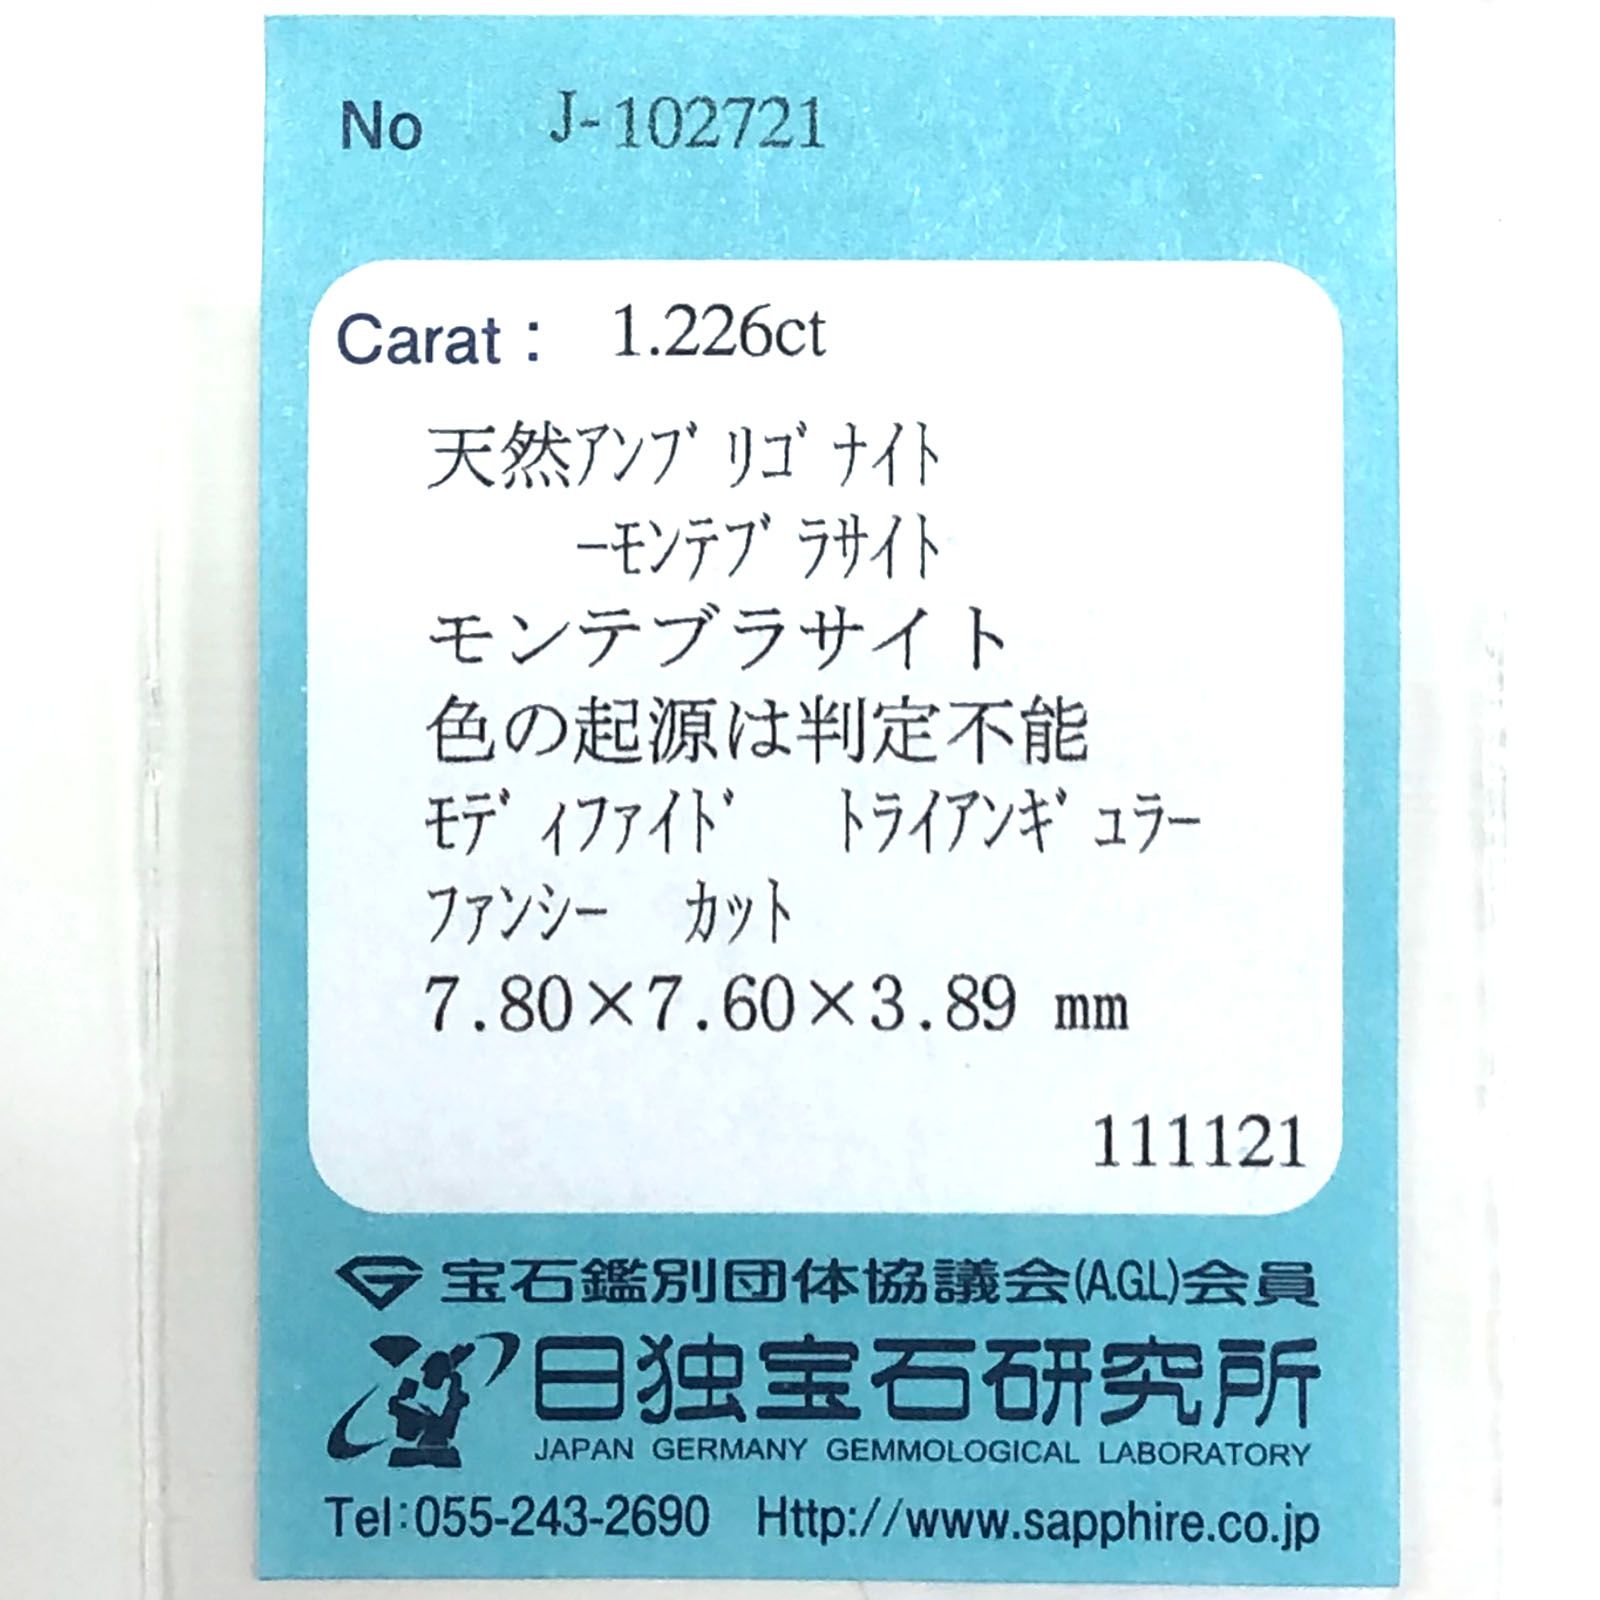 No J-102721
Carat : 1.226ct
天然ｱﾝﾌﾞﾘｺﾞﾅｲﾄ
ｰﾓﾝﾃﾌﾞﾗｻｲﾄ
モンテブラサイト
色の起源は判定不能
ﾓﾃﾞｨﾌｧｲﾄﾞ ﾄﾗｲｱﾝｷﾞｭﾗｰ
ﾌｧﾝｼｰ ｶｯﾄ
7.80×7.60×3.89 mm
111121
宝石鑑別団体協議会(A.G.L)会員
日独宝石研究所
JAPAN GERMANY GEMMOLOGICAL LABORATORY
Tel:055-243-2690 Http://www.sapphire.co.jp